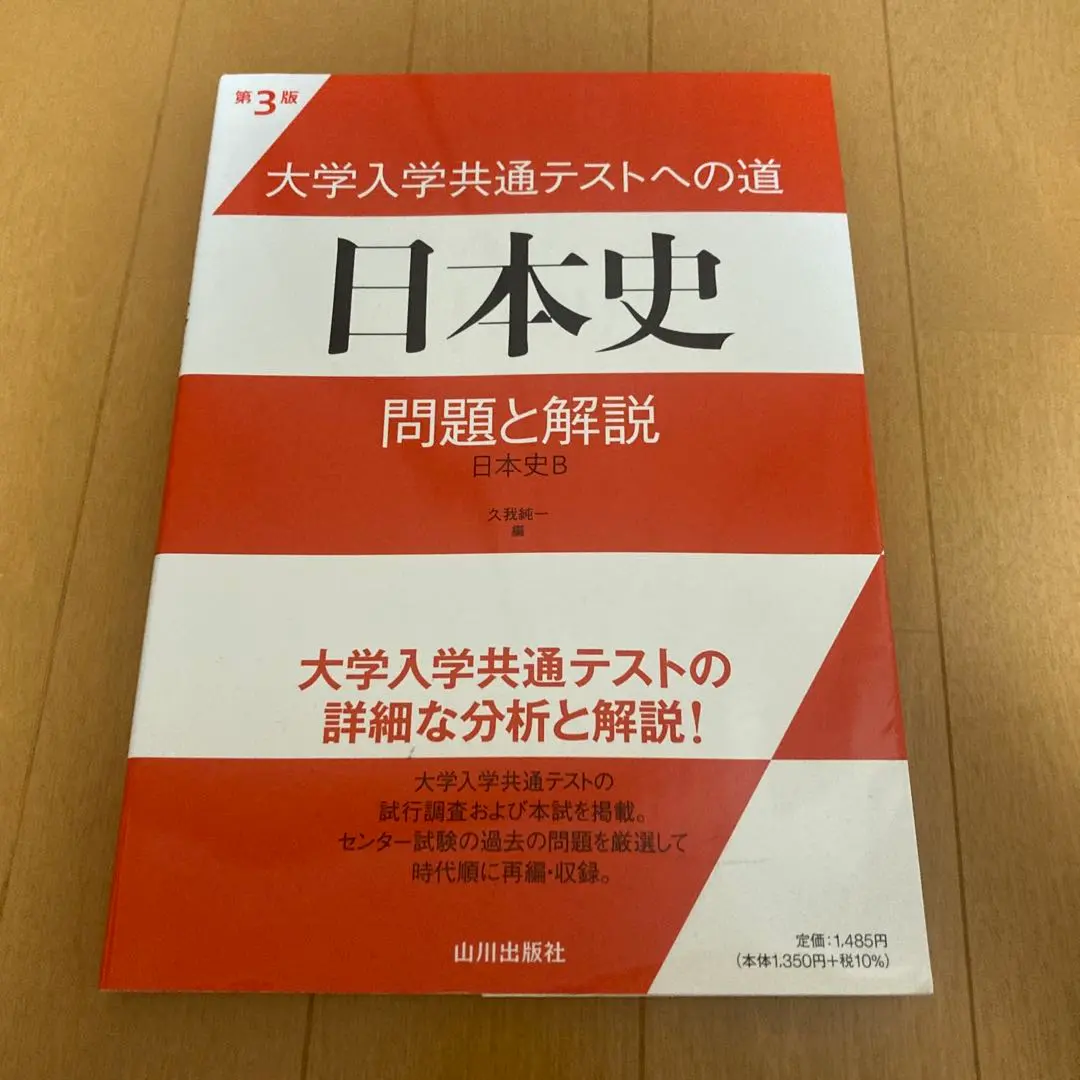 第3版
大学入学共通テストへの道
日本史
問題と解説
日本史B
久我純一
編
大学入学共通テストの
詳細な分析と解説!
大学入学共通テストの
試行調査および本試を掲載。
センター試験の過去の問題を厳選して
時代順に再編・収録。
山川出版社
定価:1,485円
(本体1,350円+税10%)